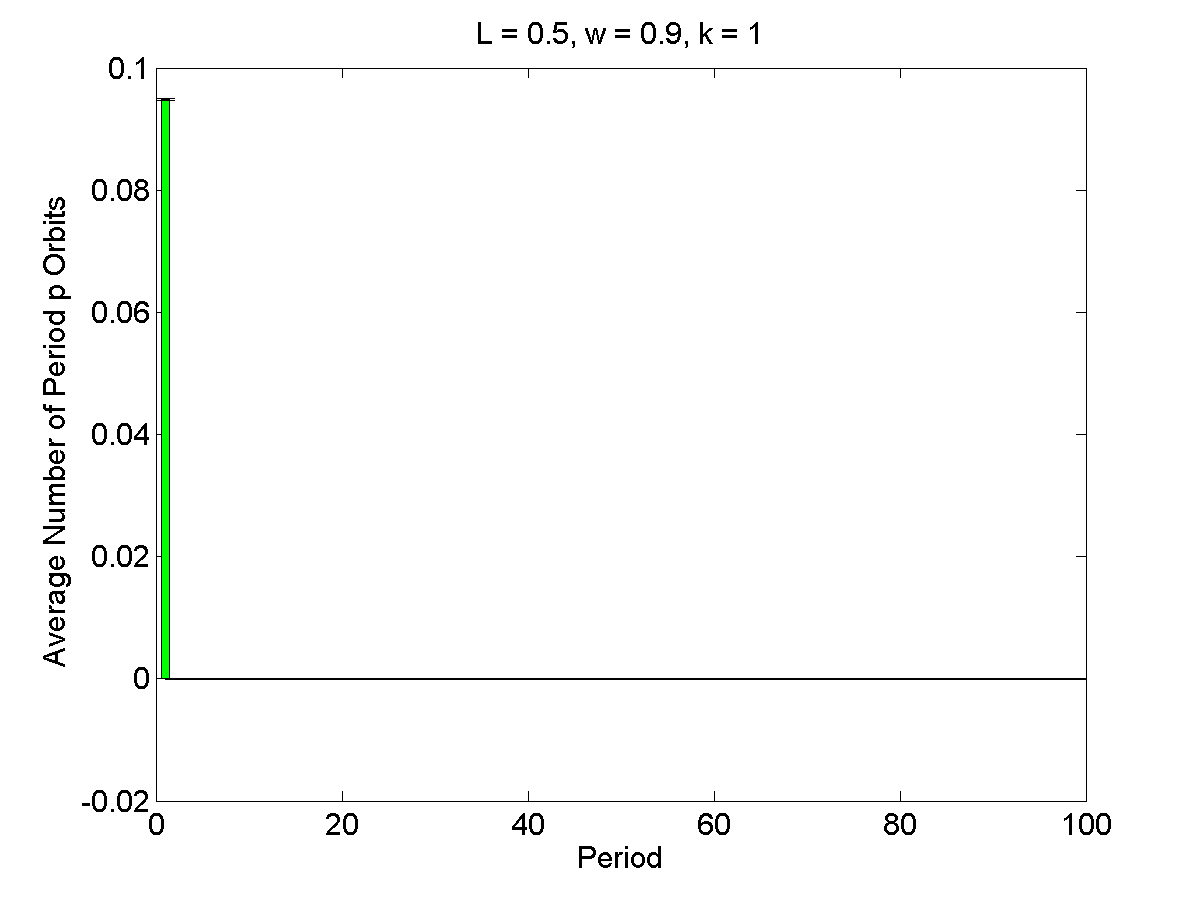 L = 0.5, w = 0.9, k = 1
0.1
0.08
0.06
0.04
0.02
0
-0.02
Average Number of Period p Orbits
0 20 40 60 80 100
Period